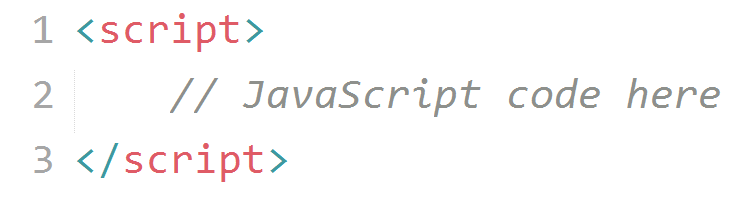 1 <script>
2 // JavaScript code here
3 </script>